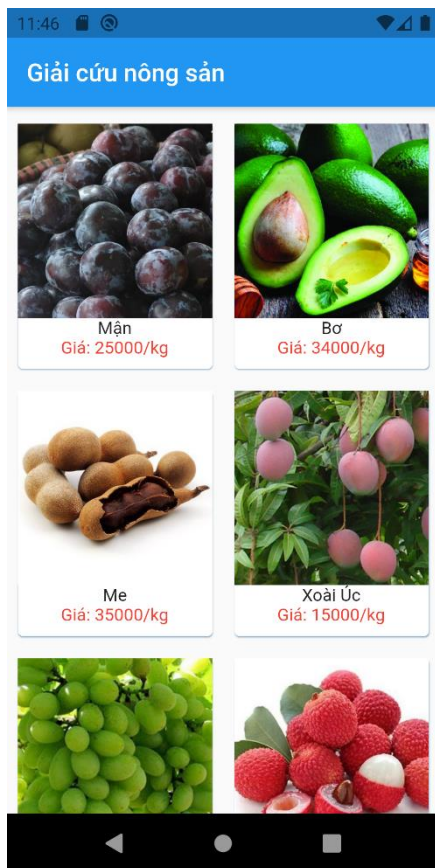 11:46
Giải cứu nông sản
Mận
Giá: 25000/kg
Bơ
Giá: 34000/kg
Me
Giá: 35000/kg
Xoài Úc
Giá: 15000/kg